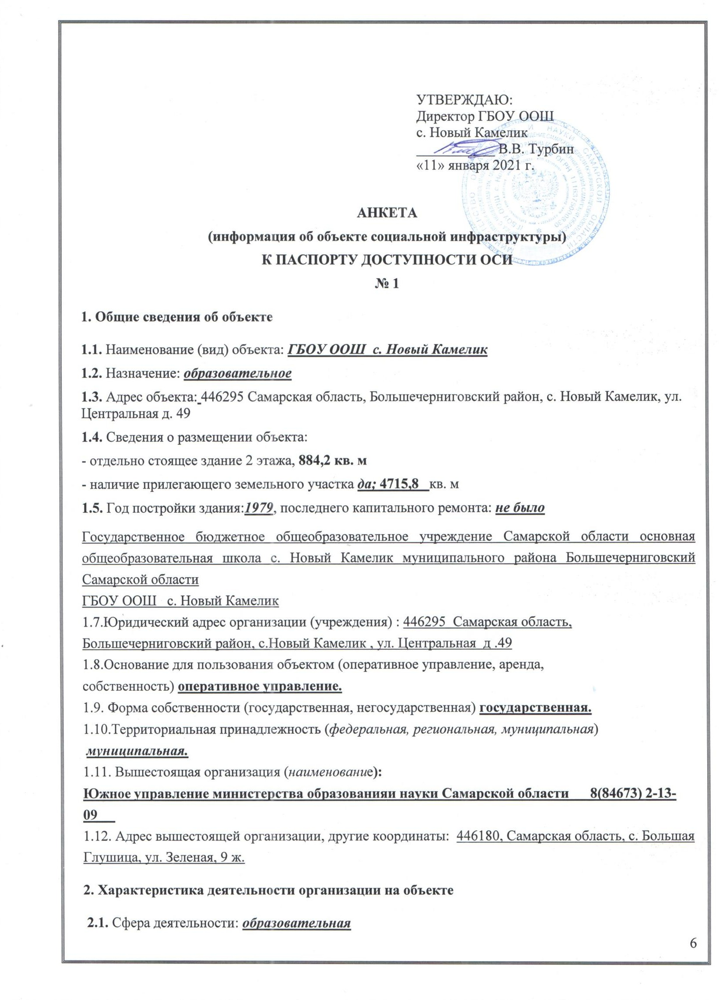 УТВЕРЖДАЮ:
Директор ГБОУ ООШ
с. Новый Камелик
___________ В.В. Турбин
«11» января 2021 г.
АНКЕТА
(информация об объекте социальной инфраструктуры)
К ПАСПОРТУ ДОСТУПНОСТИ ОСИ
№ 1
1. Общие сведения об объекте
1.1. Наименование (вид) объекта: ГБОУ ООШ с. Новый Камелик
1.2. Назначение: образовательное
1.3. Адрес объекта: 446295 Самарская область, Большечерниговский район, с. Новый Камелик, ул.
Центральная д. 49
1.4. Сведения о размещении объекта:
- отдельно стоящее здание 2 этажа, 884,2 кв. м
- наличие прилегающего земельного участка да; 4715,8 кв. м
1.5. Год постройки здания:1979, последнего капитального ремонта: не было
Государственное бюджетное общеобразовательное учреждение Самарской области основная
общеобразовательная школа с. Новый Камелик муниципального района Большечерниговский
Самарской области
ГБОУ ООШ с. Новый Камелик
1.7.Юридический адрес организации (учреждения) : 446295 Самарская область,
Большечерниговский район, с.Новый Камелик , ул. Центральная д .49
1.8.Основание для пользования объектом (оперативное управление, аренда,
собственность) оперативное управление.
1.9. Форма собственности (государственная, негосударственная) государственная.
1.10.Территориальная принадлежность (федеральная, региональная, муниципальная)
муниципальная.
1.11. Вышестоящая организация (наименование):
Южное управление министерства образованияи науки Самарской области 8(84673) 2-13-
09
1.12. Адрес вышестоящей организации, другие координаты: 446180, Самарская область, с. Большая
Глушица, ул. Зеленая, 9 ж.
2. Характеристика деятельности организации на объекте
2.1. Сфера деятельности: образовательная
6